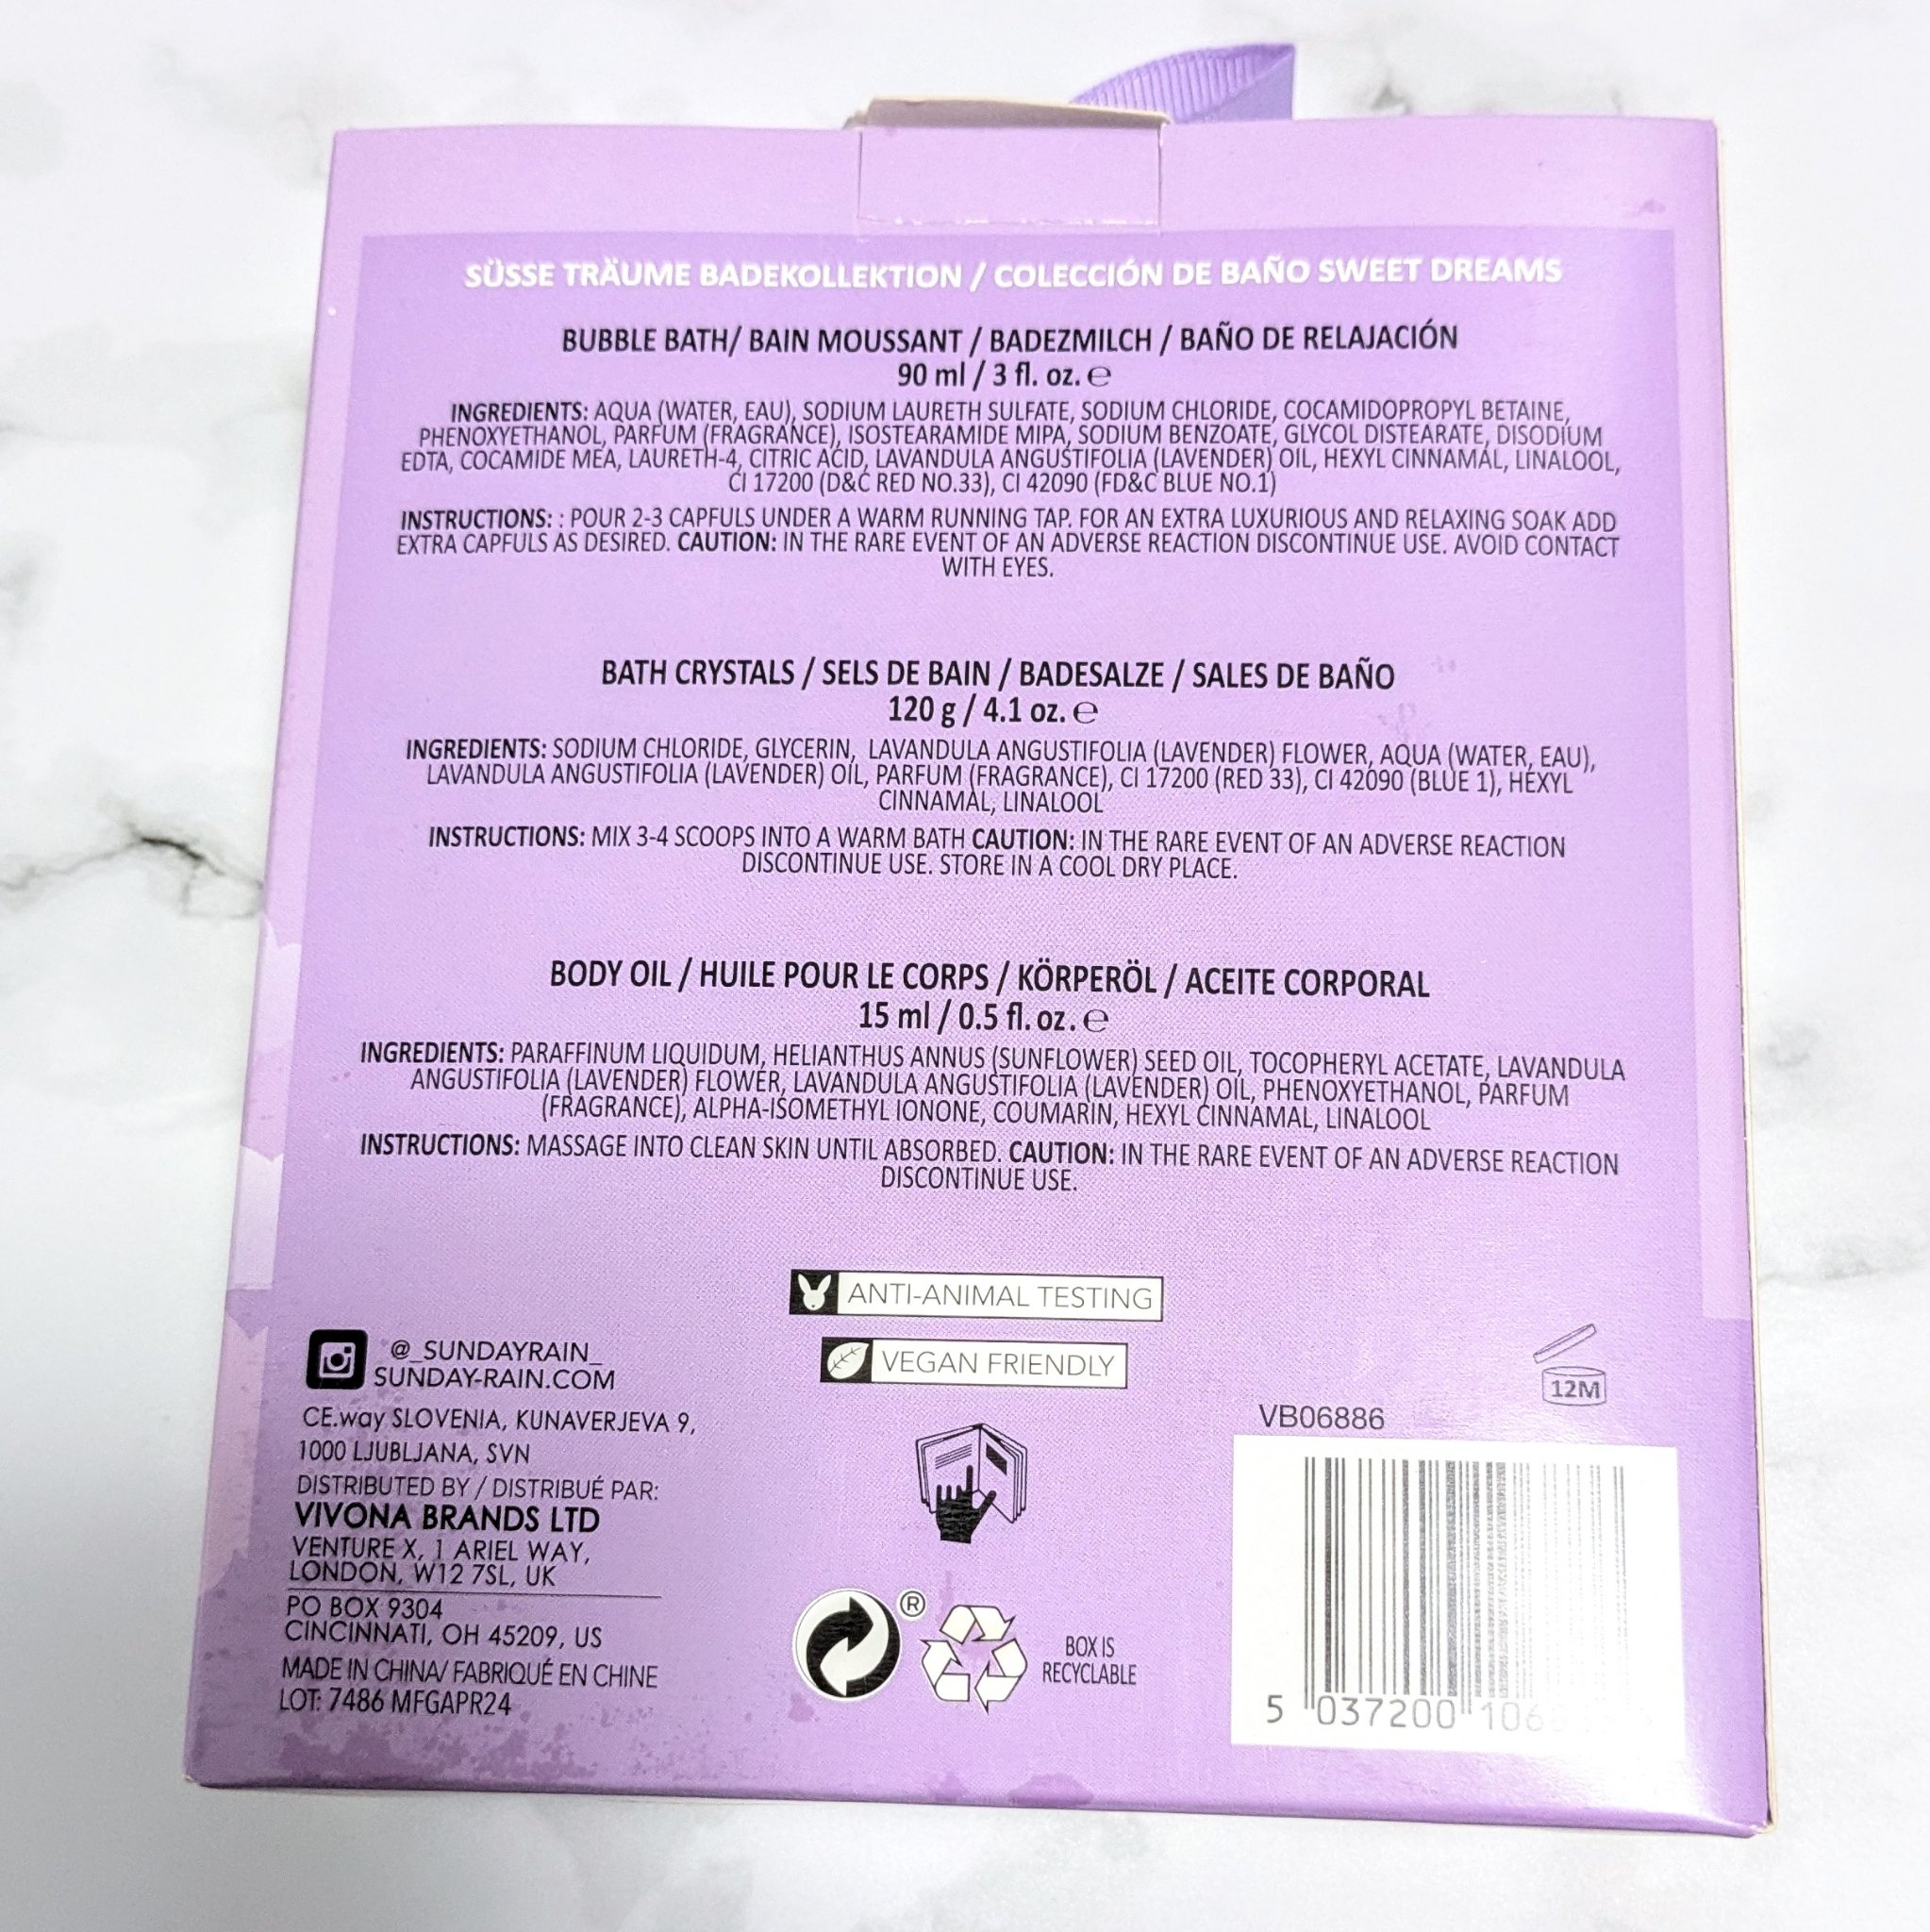 SÜSSE TRÄUME BADEKOLLEKTION / COLECCIÓN DE BAÑO SWEET DREAMS
BUBBLE BATH/ BAIN MOUSSANT / BADEZMILCH / BAÑO DE RELAJACIÓN
90 ml / 3 fl. oz. ℮
INGREDIENTS: AQUA (WATER, EAU), SODIUM LAURETH SULFATE, SODIUM CHLORIDE, COCAMIDOPROPYL BETAINE,
PHENOXYETHANOL, PARFUM (FRAGRANCE), ISOSTEARAMIDE MIPA, SODIUM BENZOATE, GLYCOL DISTEARATE, DISODIUM
EDTA, COCAMIDE MEA, LAURETH-4, CITRIC ACID, LAVANDULA ANGUSTIFOLIA (LAVENDER) OIL, HEXYL CINNAMAL, LINALOOL,
CI 17200 (D&C RED NO.33), CI 42090 (FD&C BLUE NO.1)
INSTRUCTIONS: : POUR 2-3 CAPFULS UNDER A WARM RUNNING TAP. FOR AN EXTRA LUXURIOUS AND RELAXING SOAK ADD
EXTRA CAPFULS AS DESIRED. CAUTION: IN THE RARE EVENT OF AN ADVERSE REACTION DISCONTINUE USE. AVOID CONTACT
WITH EYES.
BATH CRYSTALS / SELS DE BAIN / BADESALZE / SALES DE BAÑO
120 g / 4.1 oz. ℮
INGREDIENTS: SODIUM CHLORIDE, GLYCERIN, LAVANDULA ANGUSTIFOLIA (LAVENDER) FLOWER, AQUA (WATER, EAU),
LAVANDULA ANGUSTIFOLIA (LAVENDER) OIL, PARFUM (FRAGRANCE), CI 17200 (RED 33), CI 42090 (BLUE 1), HEXYL
CINNAMAL, LINALOOL
INSTRUCTIONS: MIX 3-4 SCOOPS INTO A WARM BATH CAUTION: IN THE RARE EVENT OF AN ADVERSE REACTION
DISCONTINUE USE. STORE IN A COOL DRY PLACE.
BODY OIL / HUILE POUR LE CORPS / KÖRPERÖL / ACEITE CORPORAL
15 ml / 0.5 fl. oz. ℮
INGREDIENTS: PARAFFINUM LIQUIDUM, HELIANTHUS ANNUS (SUNFLOWER) SEED OIL, TOCOPHERYL ACETATE, LAVANDULA
ANGUSTIFOLIA (LAVENDER) FLOWER, LAVANDULA ANGUSTIFOLIA (LAVENDER) OIL, PHENOXYETHANOL, PARFUM
(FRAGRANCE), ALPHA-ISOMETHYL IONONE, COUMARIN, HEXYL CINNAMAL, LINALOOL
INSTRUCTIONS: MASSAGE INTO CLEAN SKIN UNTIL ABSORBED. CAUTION: IN THE RARE EVENT OF AN ADVERSE REACTION
DISCONTINUE USE.
ANTI-ANIMAL TESTING
VEGAN FRIENDLY
@_SUNDAYRAIN_
SUNDAY-RAIN.COM
CE.way SLOVENIA, KUNAVERJEVA 9,
1000 LJUBLJANA, SVN
DISTRIBUTED BY / DISTRIBUÉ PAR:
VIVONA BRANDS LTD
VENTURE X, 1 ARIEL WAY,
LONDON, W12 7SL, UK
PO BOX 9304
CINCINNATI, OH 45209, US
MADE IN CHINA/ FABRIQUÉ EN CHINE
LOT: 7486 MFGAPR24
®
BOX IS
RECYCLABLE
12M
VB06886
5 037200